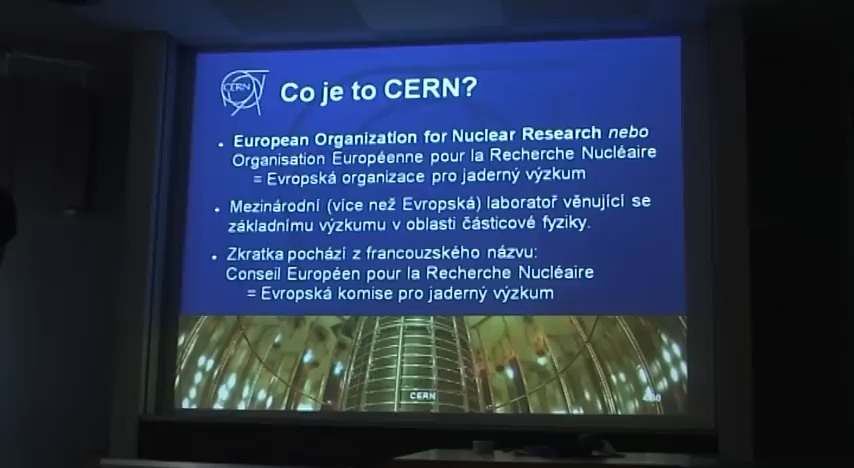 CERN
Co je to CERN?
• European Organization for Nuclear Research nebo
Organisation Européenne pour la Recherche Nucléaire
= Evropská organizace pro jaderný výzkum
• Mezinárodní (více než Evropská) laboratoř věnující se
základnímu výzkumu v oblasti částicové fyziky.
• Zkratka pochází z francouzského názvu:
Conseil Européen pour la Recherche Nucléaire
= Evropská komise pro jaderný výzkum
CERN